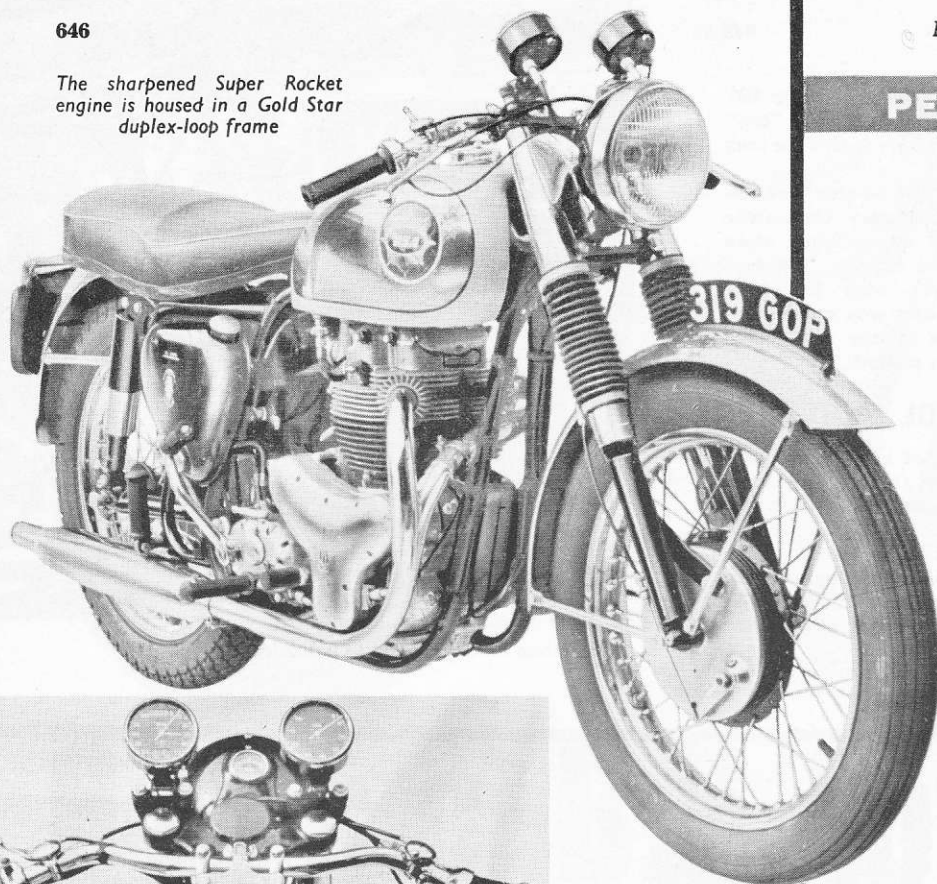 646
The sharpened Super Rocket
engine is housed in a Gold Star
duplex-loop frame
PE
319 GOP